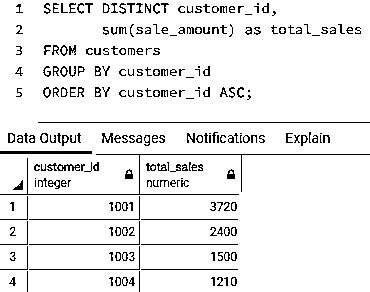 1 SELECT DISTINCT customer_id,
2 sum(sale_amount) as total_sales
3 FROM customers
4 GROUP BY customer_id
5 ORDER BY customer_id ASC;
Data Output Messages Notifications Explain
customer_id total_sales
integer numeric
1 1001 3720
2 1002 2400
3 1003 1500
4 1004 1210